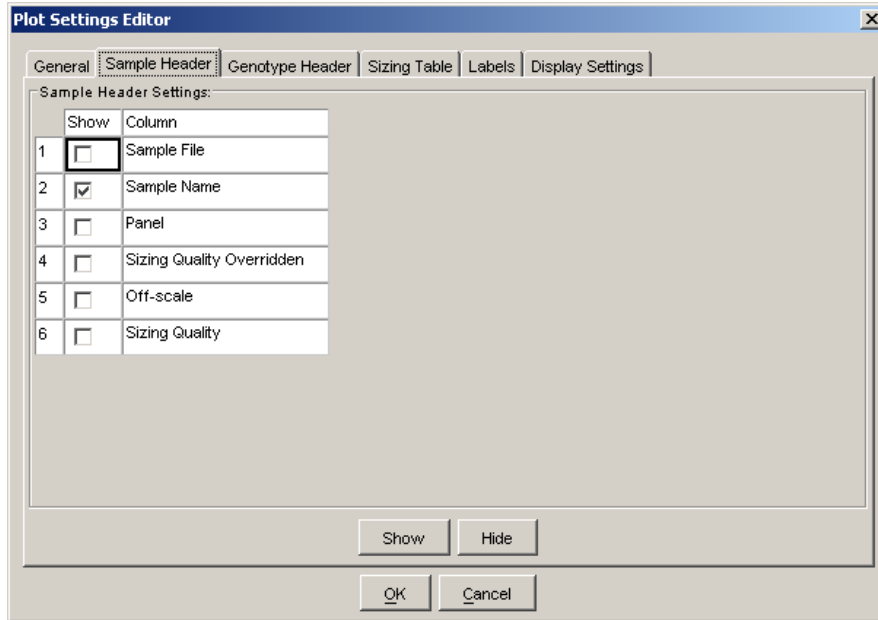 Plot Settings Editor
General Sample Header Genotype Header Sizing Table Labels Display Settings
Sample Header Settings:
Show Column
1 Sample File
2 Sample Name
3 Panel
4 Sizing Quality Overridden
5 Off-scale
6 Sizing Quality
Show Hide
OK Cancel